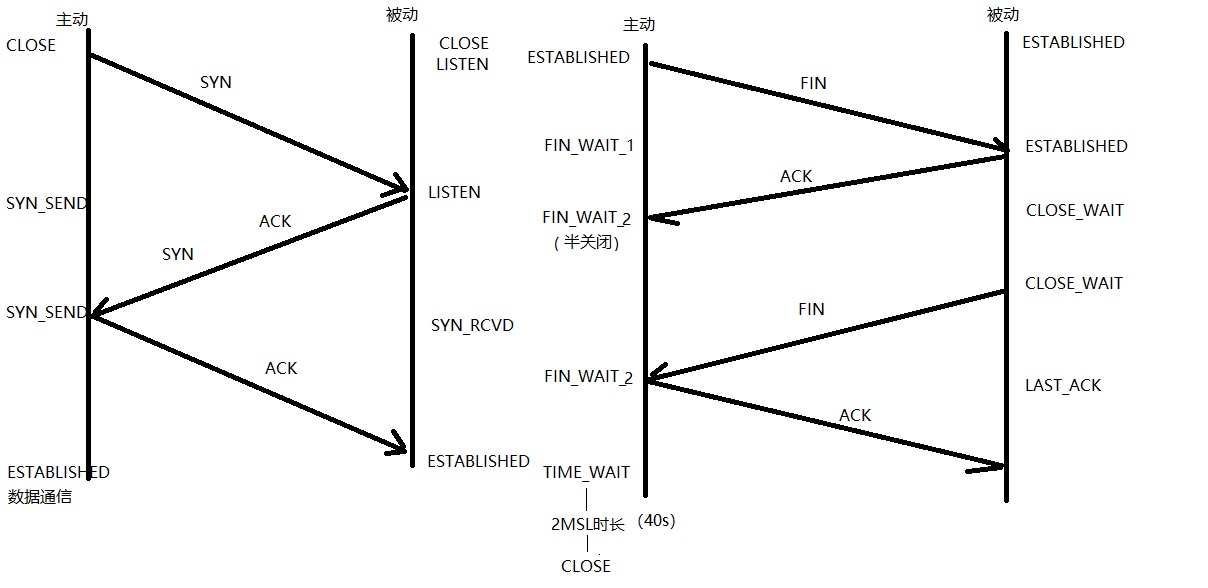 主动
被动
CLOSE
CLOSE
LISTEN
SYN
LISTEN
SYN_SEND
ACK
SYN
SYN_SEND
SYN_RCVD
ACK
ESTABLISHED
ESTABLISHED
数据通信
主动
被动
ESTABLISHED
ESTABLISHED
FIN
FIN_WAIT_1
ESTABLISHED
ACK
FIN_WAIT_2
(半关闭)
CLOSE_WAIT
CLOSE_WAIT
FIN
FIN_WAIT_2
LAST_ACK
ACK
TIME_WAIT
2MSL时长 (40s)
CLOSE